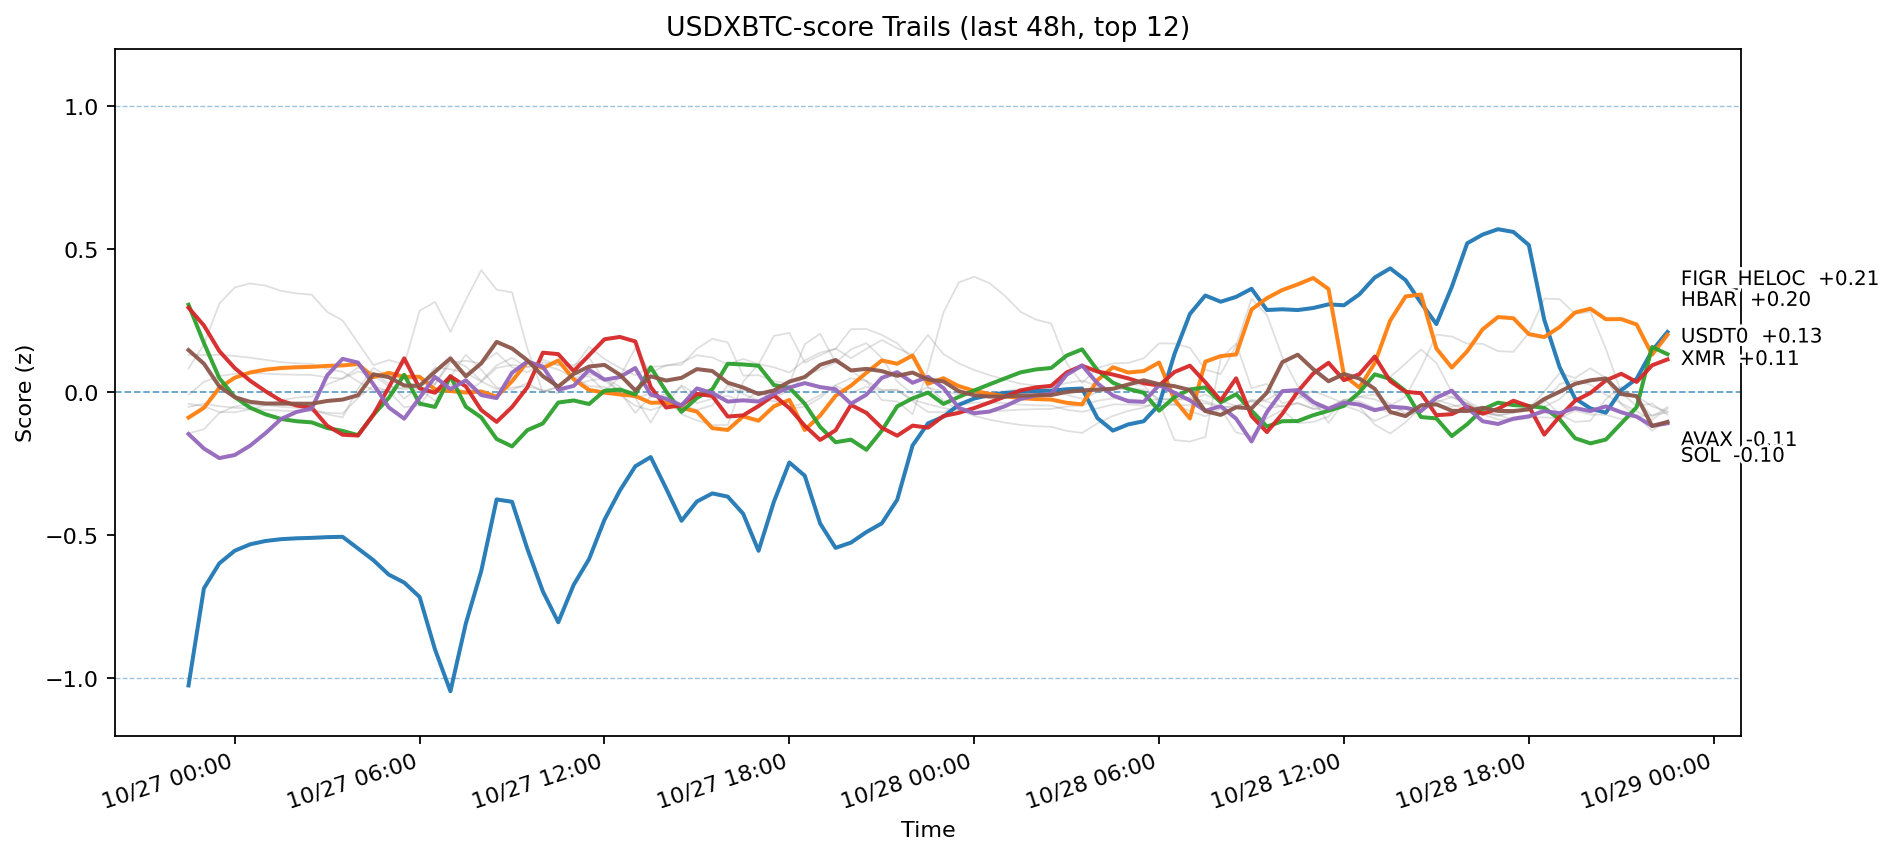 USDXBTC-score Trails (last 48h, top 12)
Score (z)
1.0
0.5
0.0
−0.5
−1.0
FIGR_HELOC +0.21
HBAR +0.20
USDT0 +0.13
XMR +0.11
AVAX -0.11
SOL -0.10
10/27 00:00
10/27 06:00
10/27 12:00
10/27 18:00
10/28 00:00
10/28 06:00
10/28 12:00
10/28 18:00
10/29 00:00
Time